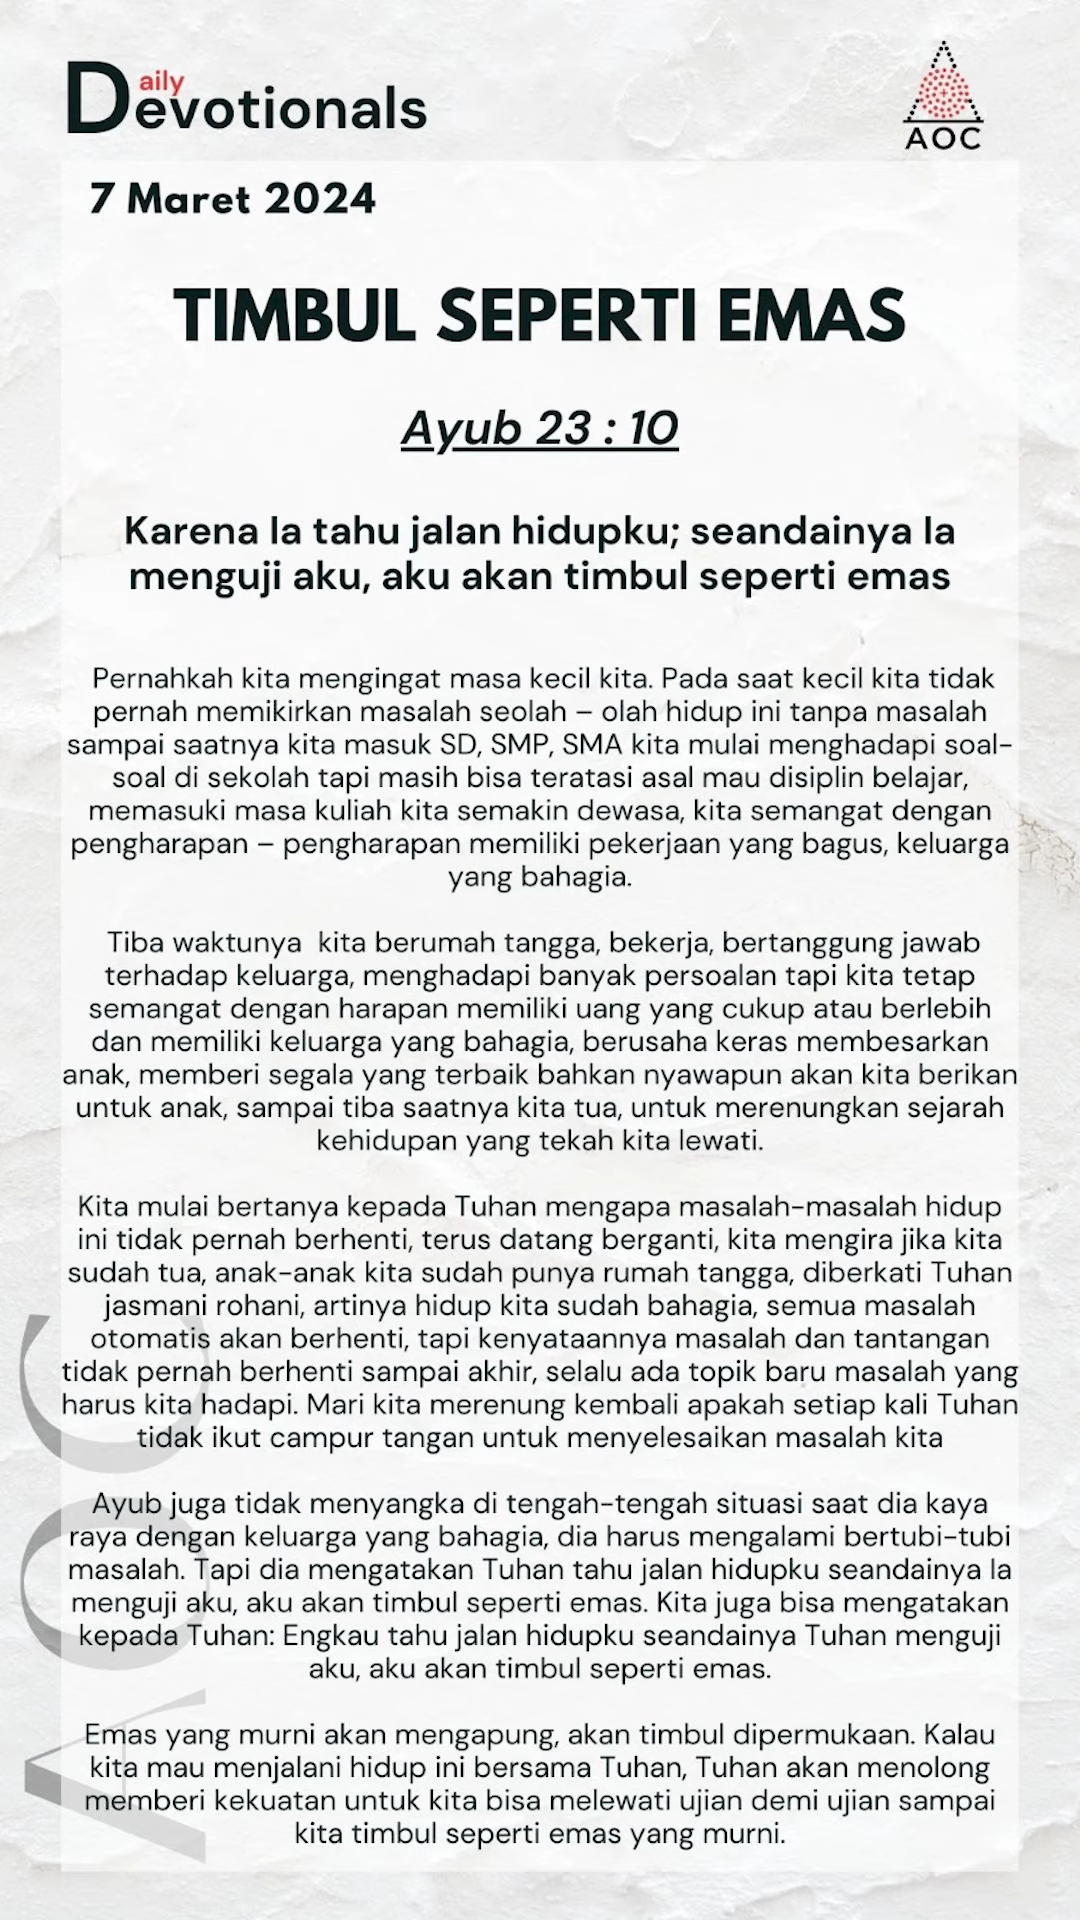 Daily
Devotionals
AOC
7 Maret 2024
TIMBUL SEPERTI EMAS
Ayub 23 : 10
Karena Ia tahu jalan hidupku; seandainya Ia
menguji aku, aku akan timbul seperti emas
Pernahkah kita mengingat masa kecil kita. Pada saat kecil kita tidak
pernah memikirkan masalah seolah – olah hidup ini tanpa masalah
sampai saatnya kita masuk SD, SMP, SMA kita mulai menghadapi soal-
soal di sekolah tapi masih bisa teratasi asal mau disiplin belajar,
memasuki masa kuliah kita semakin dewasa, kita semangat dengan
pengharapan – pengharapan memiliki pekerjaan yang bagus, keluarga
yang bahagia.
Tiba waktunya  kita berumah tangga, bekerja, bertanggung jawab
terhadap keluarga, menghadapi banyak persoalan tapi kita tetap
semangat dengan harapan memiliki uang yang cukup atau berlebih
dan memiliki keluarga yang bahagia, berusaha keras membesarkan
anak, memberi segala yang terbaik bahkan nyawapun akan kita berikan
untuk anak, sampai tiba saatnya kita tua, untuk merenungkan sejarah
kehidupan yang tekah kita lewati.
Kita mulai bertanya kepada Tuhan mengapa masalah-masalah hidup
ini tidak pernah berhenti, terus datang berganti, kita mengira jika kita
sudah tua, anak-anak kita sudah punya rumah tangga, diberkati Tuhan
jasmani rohani, artinya hidup kita sudah bahagia, semua masalah
otomatis akan berhenti, tapi kenyataannya masalah dan tantangan
tidak pernah berhenti sampai akhir, selalu ada topik baru masalah yang
harus kita hadapi. Mari kita merenung kembali apakah setiap kali Tuhan
tidak ikut campur tangan untuk menyelesaikan masalah kita
Ayub juga tidak menyangka di tengah-tengah situasi saat dia kaya
raya dengan keluarga yang bahagia, dia harus mengalami bertubi-tubi
masalah. Tapi dia mengatakan Tuhan tahu jalan hidupku seandainya Ia
menguji aku, aku akan timbul seperti emas. Kita juga bisa mengatakan
kepada Tuhan: Engkau tahu jalan hidupku seandainya Tuhan menguji
aku, aku akan timbul seperti emas.
Emas yang murni akan mengapung, akan timbul dipermukaan. Kalau
kita mau menjalani hidup ini bersama Tuhan, Tuhan akan menolong
memberi kekuatan untuk kita bisa melewati ujian demi ujian sampai
kita timbul seperti emas yang murni.
AOC